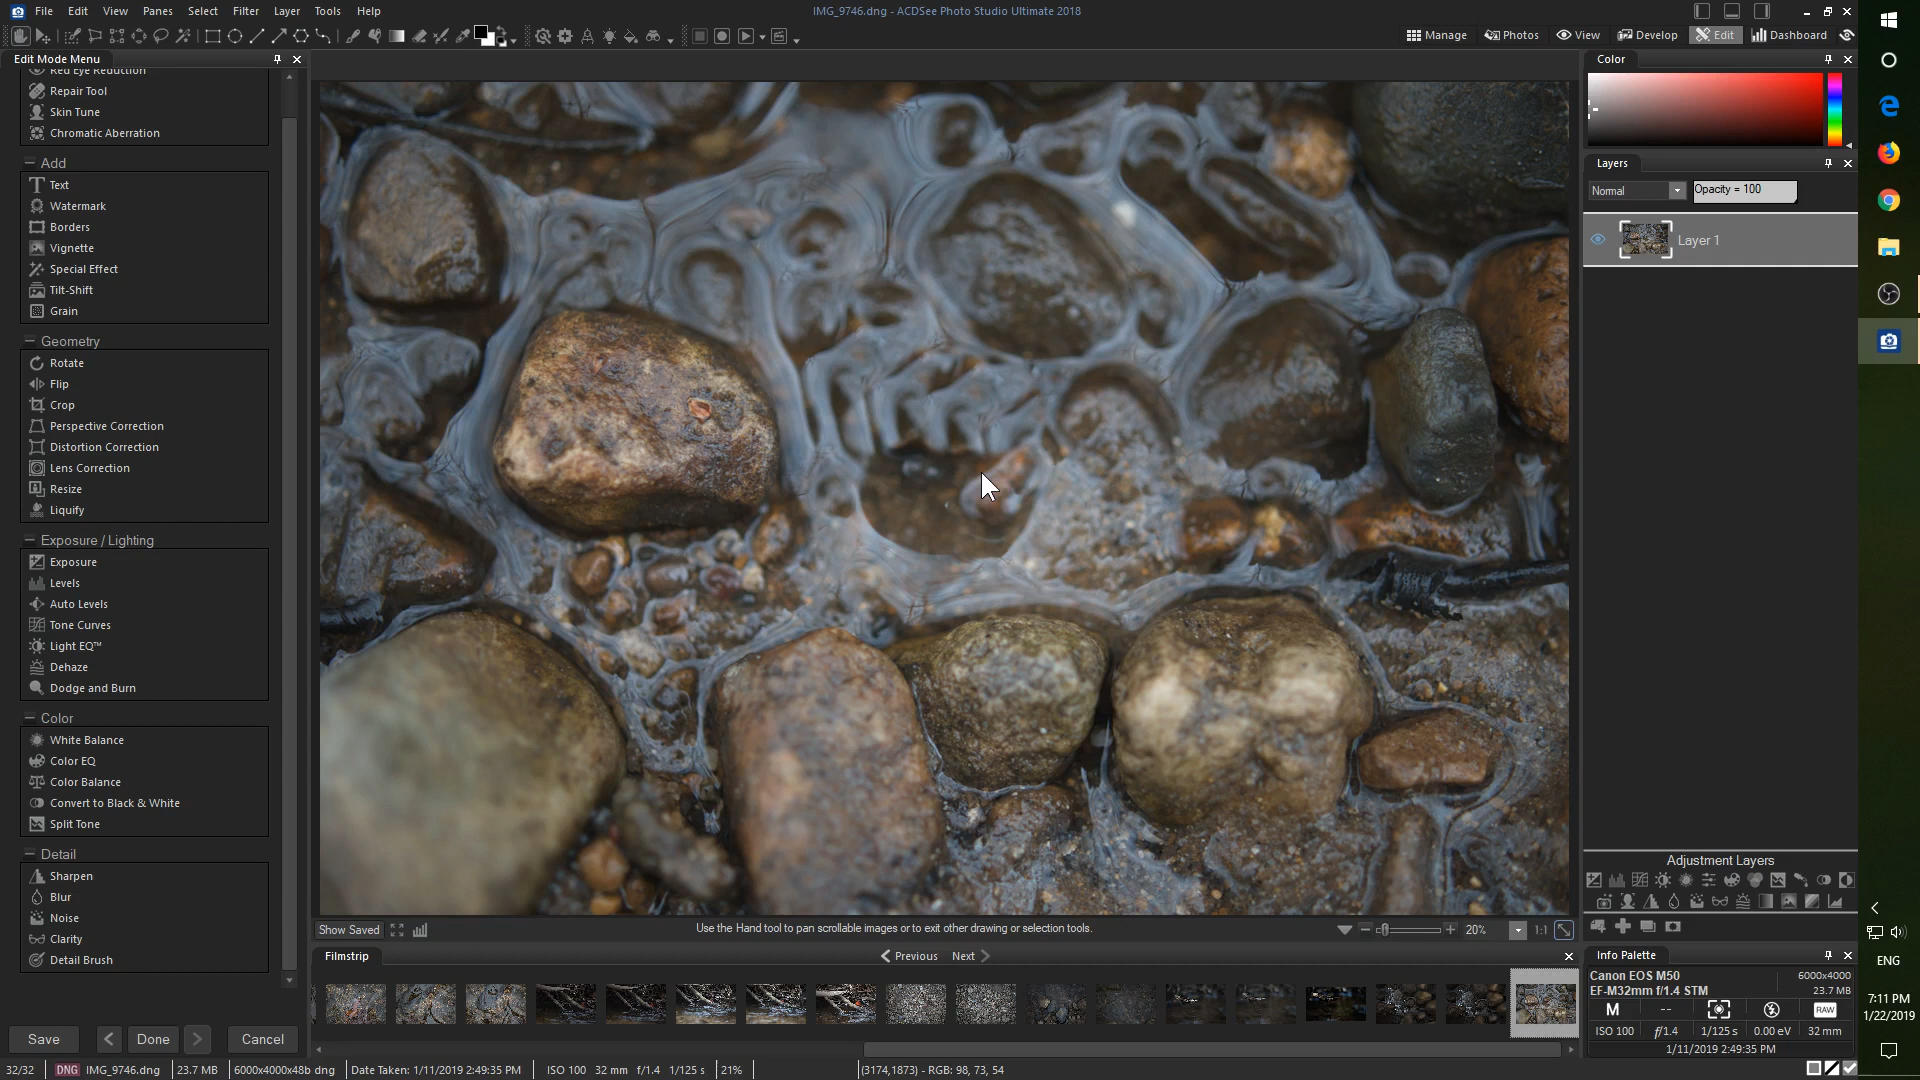 File Edit View Panes Select Filter Layer Tools Help
IMG_9746.dng - ACDSee Photo Studio Ultimate 2018
Manage Photos View Develop Edit Dashboard
Edit Mode Menu
Red Eye Reduction
Repair Tool
Skin Tune
Chromatic Aberration
Add
Text
Watermark
Borders
Vignette
Special Effect
Tilt-Shift
Grain
Geometry
Rotate
Flip
Crop
Perspective Correction
Distortion Correction
Lens Correction
Resize
Liquify
Exposure / Lighting
Exposure
Levels
Auto Levels
Tone Curves
Light EQ™
Dehaze
Dodge and Burn
Color
White Balance
Color EQ
Color Balance
Convert to Black & White
Split Tone
Detail
Sharpen
Blur
Noise
Clarity
Detail Brush
Save Done Cancel
Show Saved
Use the Hand tool to pan scrollable images or to exit other drawing or selection tools.
20% 1:1
Filmstrip
Previous Next
Color
Layers
Normal Opacity = 100
Layer 1
Adjustment Layers
Info Palette
Canon EOS M50 6000x4000
EF-M32mm f/1.4 STM 23.7 MB
M -- RAW
ISO 100 f/1.4 1/125 s 0.00 eV 32 mm
1/11/2019 2:49:35 PM
32/32 DNG IMG_9746.dng 23.7 MB 6000x4000x48b dng Date Taken: 1/11/2019 2:49:35 PM ISO 100 32 mm f/1.4 1/125 s 21% (3174,1873) - RGB: 98, 73, 54
ENG
7:11 PM
1/22/2019